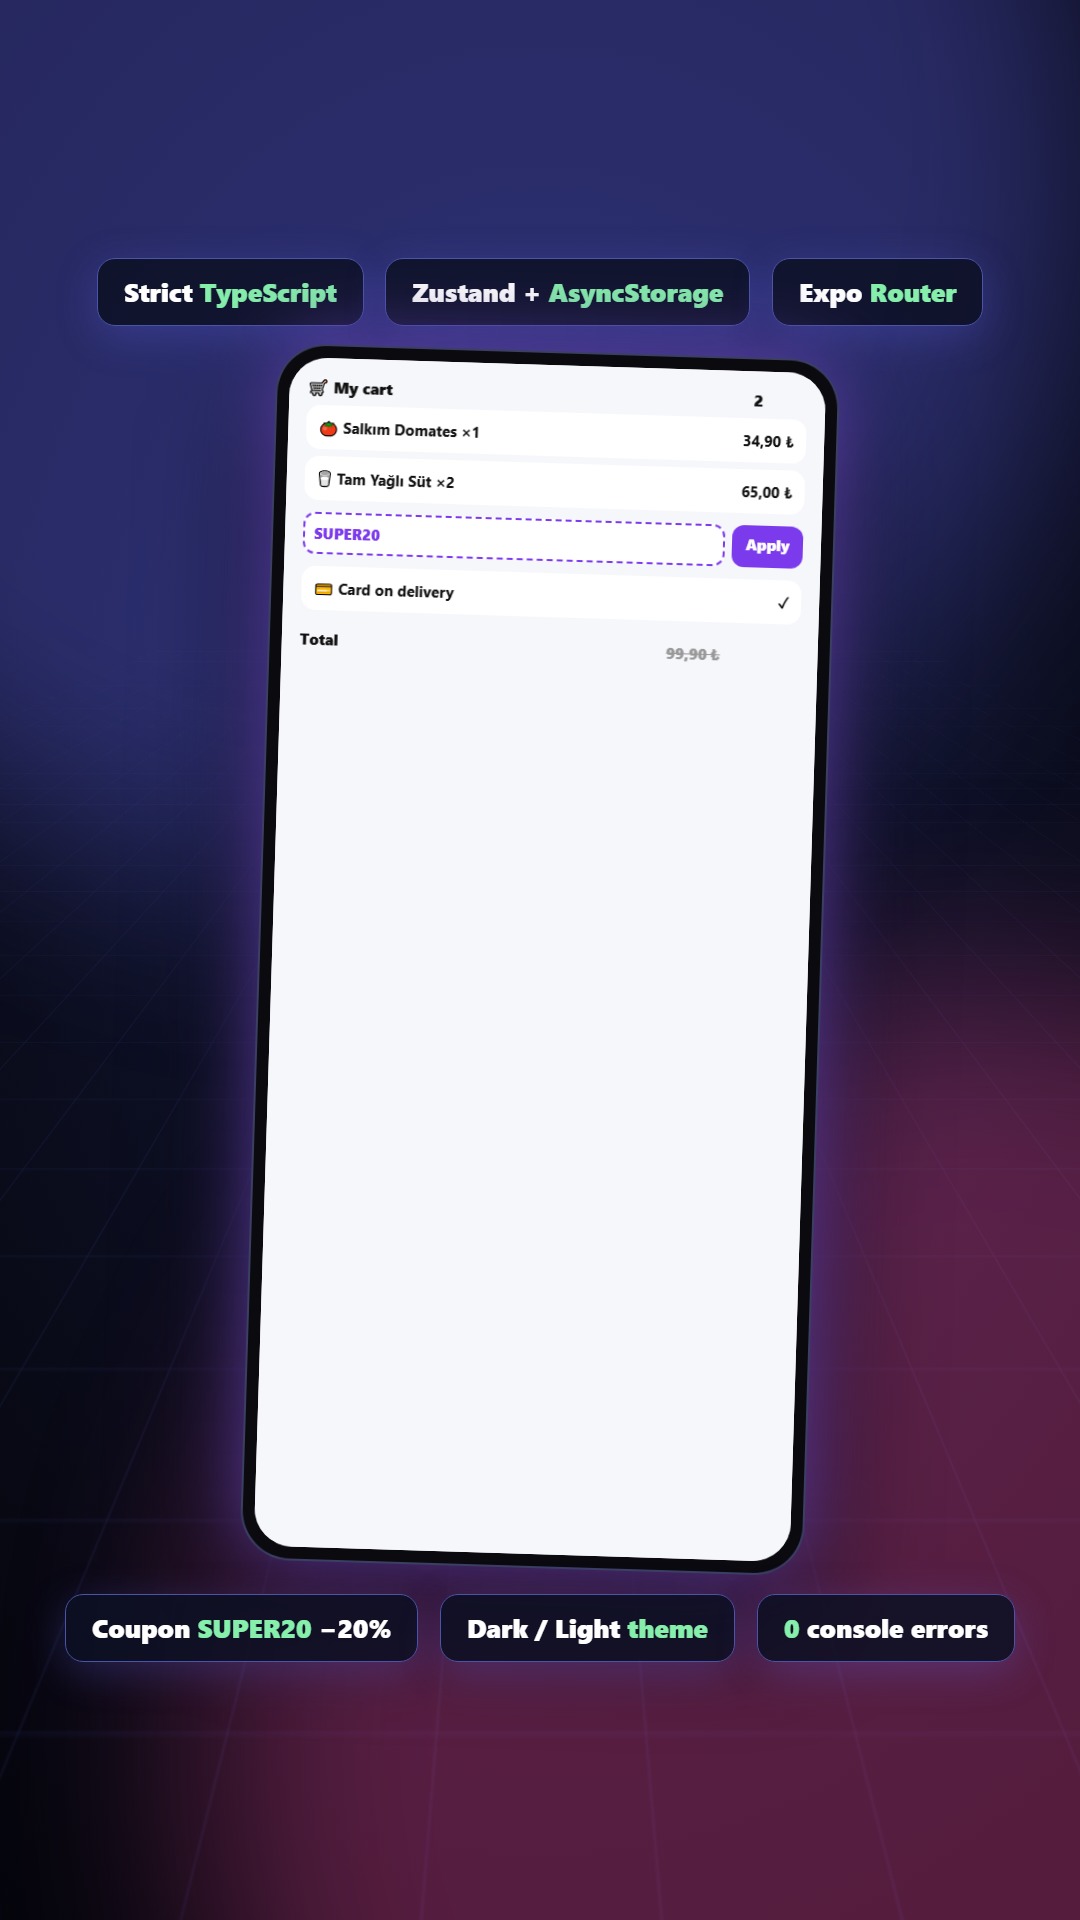 Strict TypeScript
Zustand + AsyncStorage
Expo Router
My cart
2
Salkım Domates ×1
34,90 ₺
Tam Yağlı Süt ×2
65,00 ₺
SUPER20
Apply
Card on delivery
✓
Total
99,90 ₺
Coupon SUPER20 −20%
Dark / Light theme
0 console errors